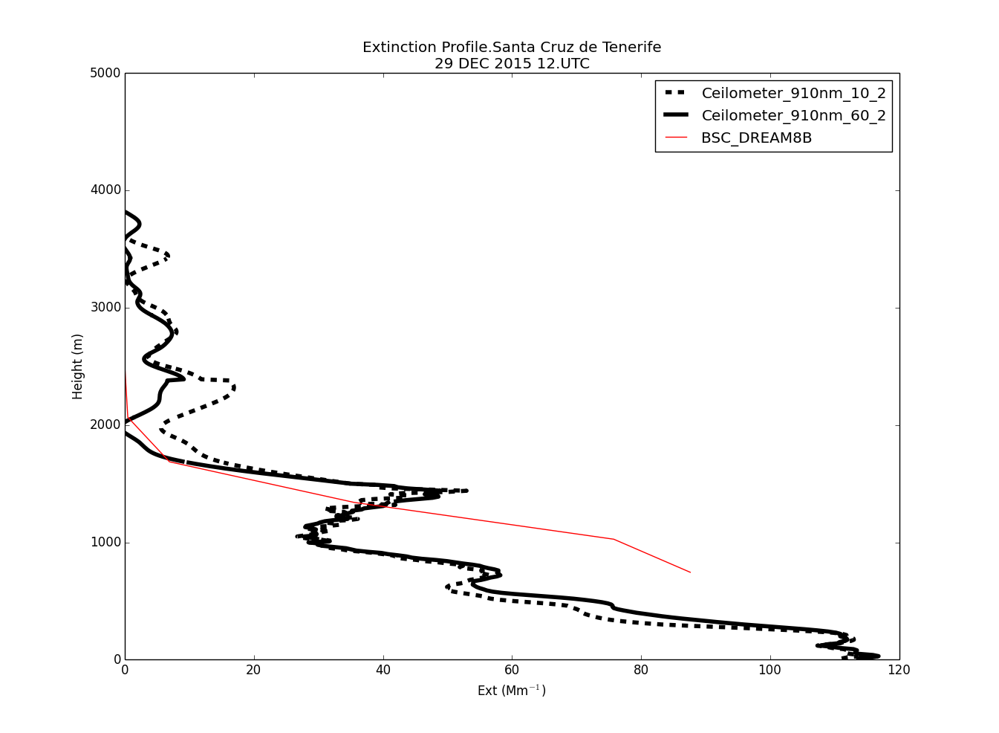 Extinction Profile.Santa Cruz de Tenerife
29 DEC 2015 12.UTC
Ceilometer_910nm_10_2
Ceilometer_910nm_60_2
BSC_DREAM8B
5000
4000
3000
2000
1000
0
Height (m)
0 20 40 60 80 100 120
Ext (Mm⁻¹)